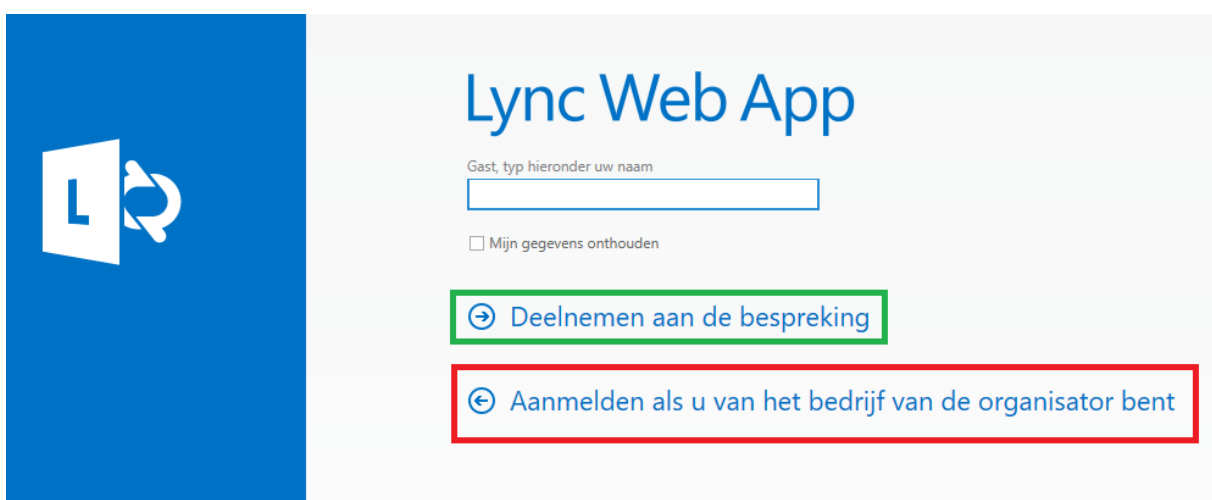 Lync Web App
Gast, typ hieronder uw naam
Mijn gegevens onthouden
L
Deelnemen aan de bespreking
Aanmelden als u van het bedrijf van de organisator bent